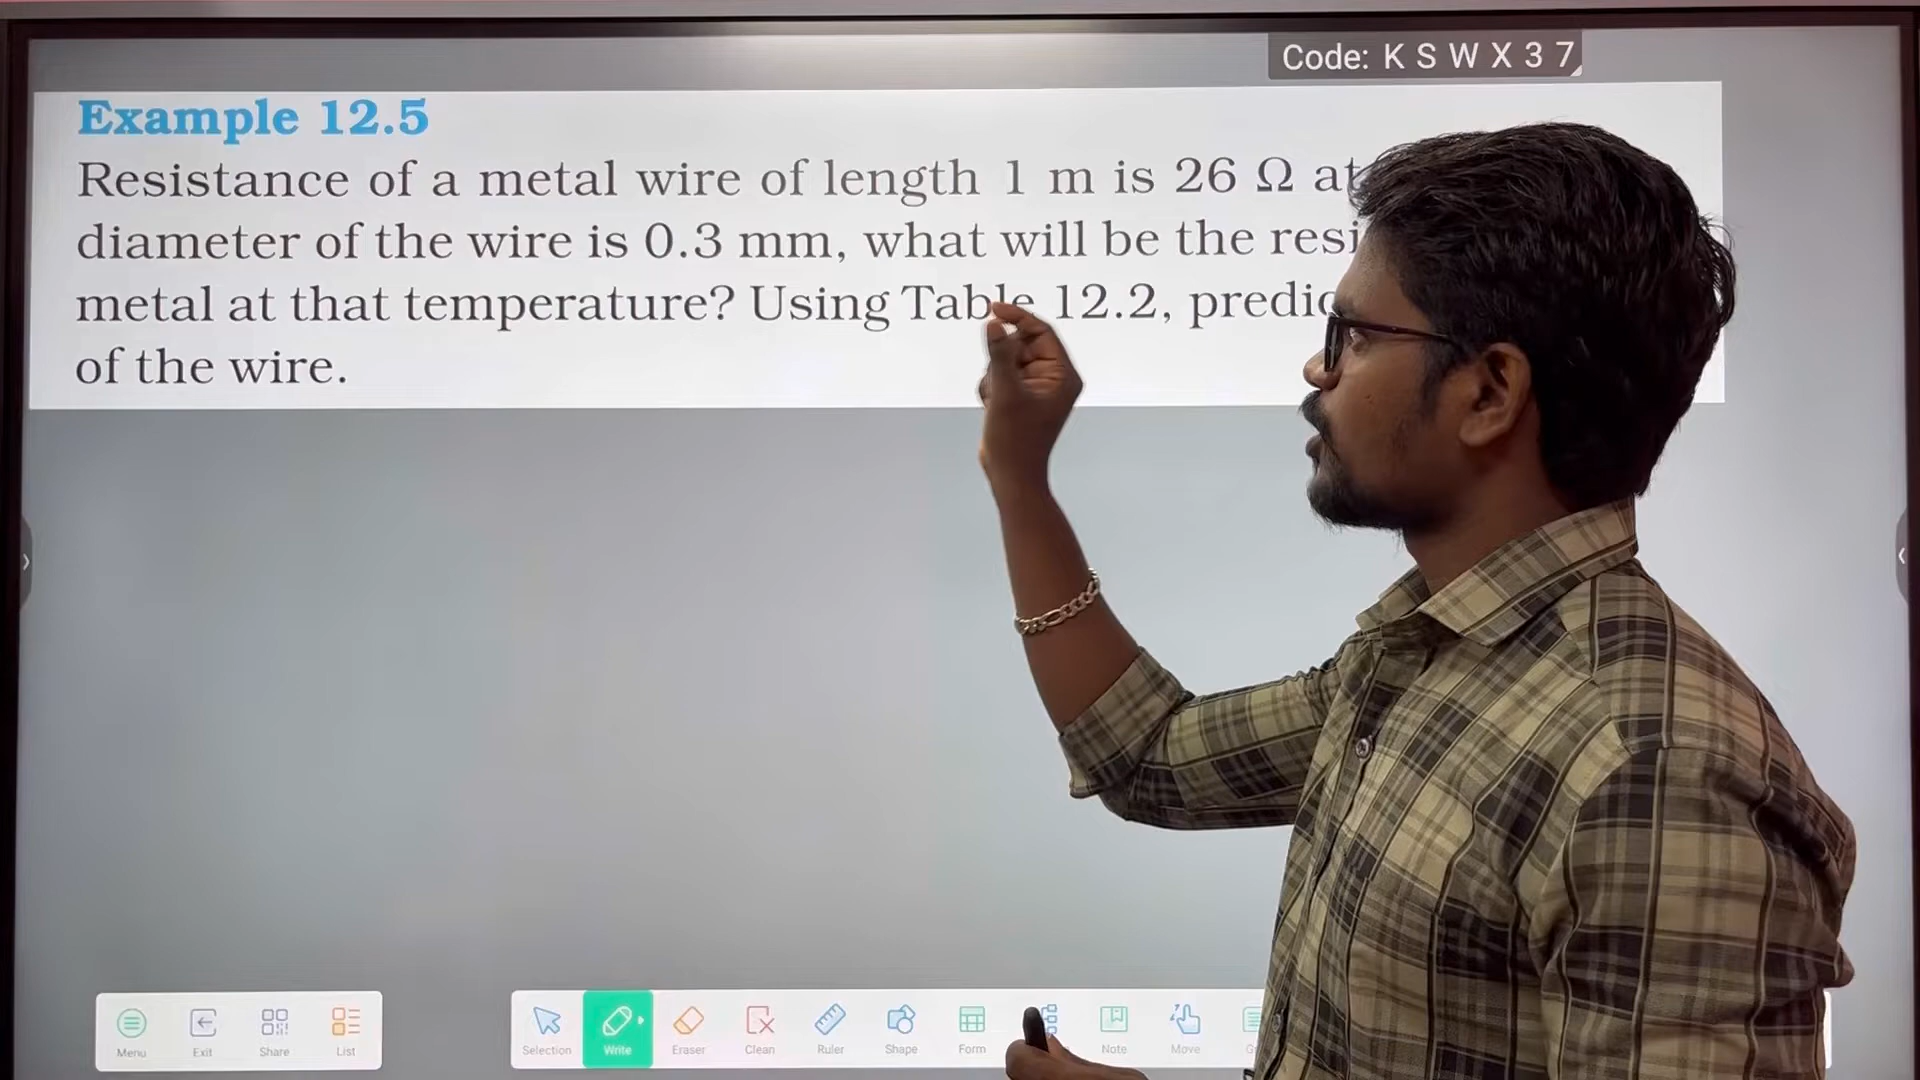 Code: K S W X 3 7
Example 12.5
Resistance of a metal wire of length 1 m is 26 Ω at
diameter of the wire is 0.3 mm, what will be the
metal at that temperature? Using Table 12.2,
of the wire.
Menu
Exit
Share
List
Selection
Write
Eraser
Clean
Ruler
Shape
Form
Note
Move